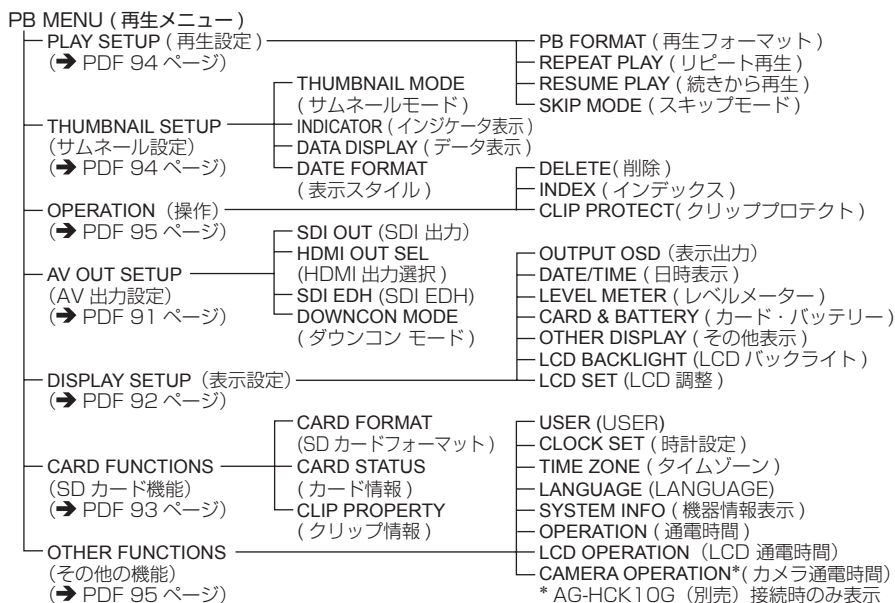 PB MENU ( 再生メニュー )
PLAY SETUP ( 再生設定 )
(➔ PDF 94 ページ)
PB FORMAT ( 再生フォーマット )
REPEAT PLAY ( リピート再生 )
RESUME PLAY ( 続きから再生 )
SKIP MODE ( スキップモード )
THUMBNAIL SETUP
(サムネール設定)
(➔ PDF 94 ページ)
THUMBNAIL MODE
( サムネールモード )
INDICATOR ( インジケータ表示 )
DATA DISPLAY ( データ表示 )
DATE FORMAT
( 表示スタイル )
OPERATION（操作）
(➔ PDF 95 ページ)
DELETE( 削除 )
INDEX ( インデックス )
CLIP PROTECT( クリッププロテクト )
AV OUT SETUP
(AV 出力設定)
(➔ PDF 91 ページ)
SDI OUT (SDI 出力)
HDMI OUT SEL
(HDMI 出力選択 )
SDI EDH (SDI EDH)
DOWNCON MODE
( ダウンコン モード )
DISPLAY SETUP（表示設定）
(➔ PDF 92 ページ)
OUTPUT OSD（表示出力）
DATE/TIME ( 日時表示 )
LEVEL METER ( レベルメーター )
CARD & BATTERY ( カード・バッテリー )
OTHER DISPLAY ( その他表示 )
LCD BACKLIGHT (LCD バックライト )
LCD SET (LCD 調整 )
CARD FUNCTIONS
(SD カード機能)
(➔ PDF 93 ページ)
CARD FORMAT
(SD カードフォーマット )
CARD STATUS
( カード情報 )
CLIP PROPERTY
( クリップ情報 )
OTHER FUNCTIONS
(その他の機能)
(➔ PDF 95 ページ)
USER (USER)
CLOCK SET ( 時計設定 )
TIME ZONE ( タイムゾーン )
LANGUAGE (LANGUAGE)
SYSTEM INFO ( 機器情報表示 )
OPERATION ( 通電時間 )
LCD OPERATION（LCD 通電時間）
CAMERA OPERATION*( カメラ通電時間)
* AG-HCK10G（別売）接続時のみ表示